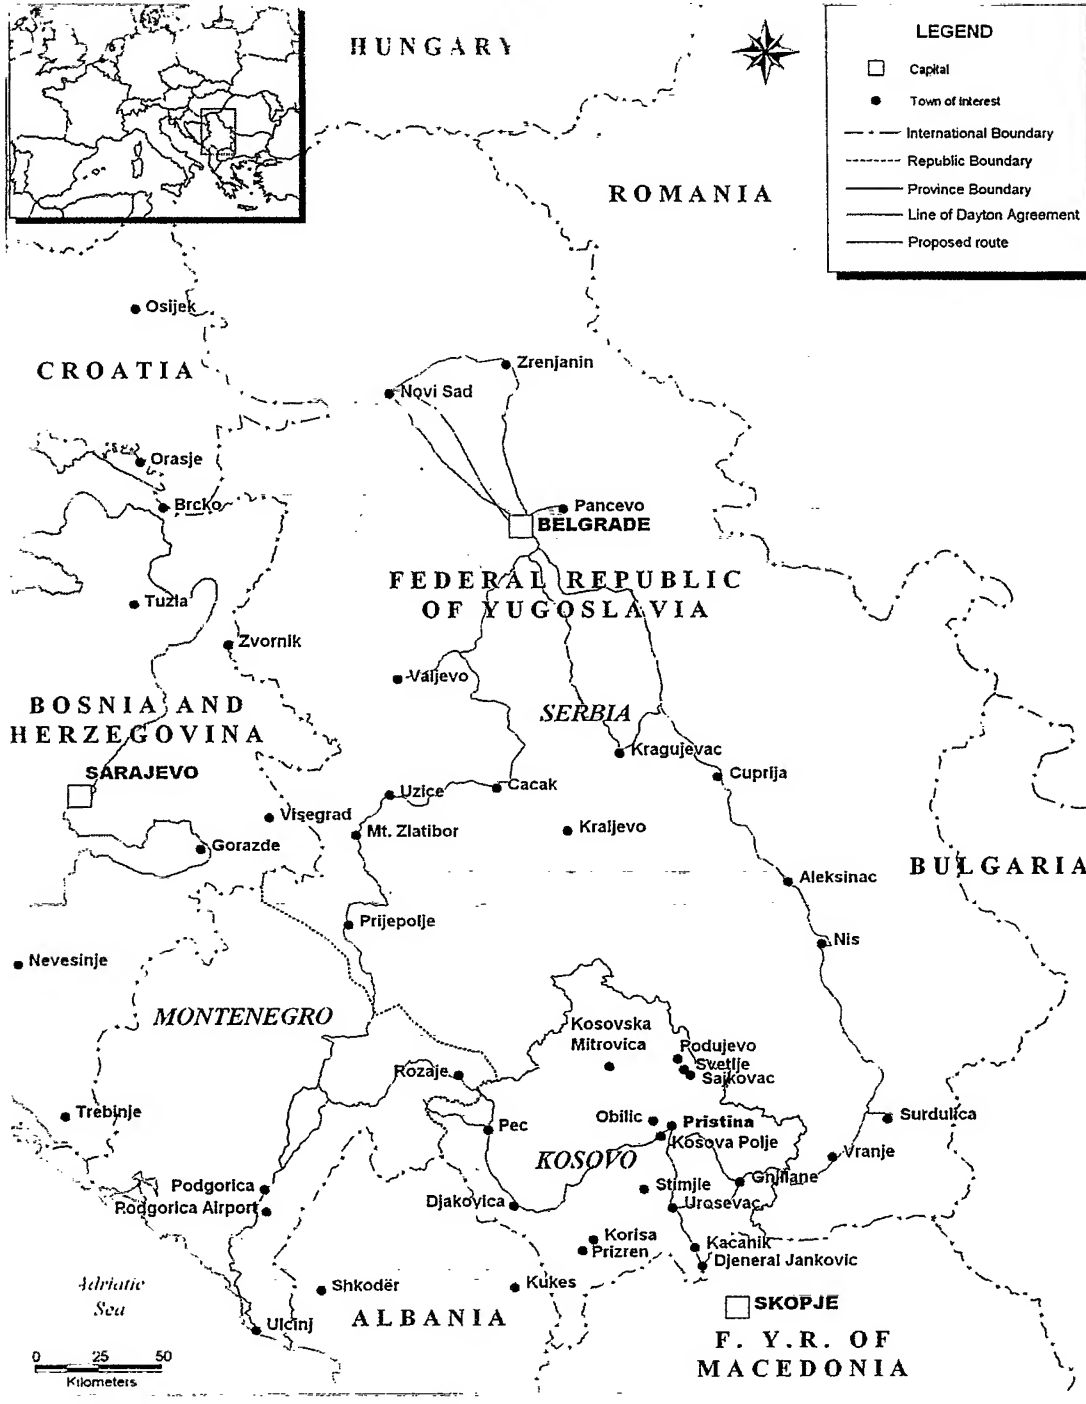 HUNGARY
LEGEND
Capital
Town of Interest
International Boundary
Republic Boundary
Province Boundary
Line of Dayton Agreement
Proposed route
ROMANIA
Osijek
CROATIA
Zrenjanin
Novi Sad
Orasje
Brcko
Pancevo
BELGRADE
FEDERAL REPUBLIC
OF YUGOSLAVIA
Tuzla
Zvornik
Valjevo
BOSNIA AND
HERZEGOVINA
SERBIA
Kragujevac
SARAJEVO
Cuprija
Uzice
Cacak
Visegrad
Mt. Zlatibor
Kraljevo
Gorazde
BULGARIA
Aleksinac
Prijepolje
Nis
Nevesinje
MONTENEGRO
Kosovska
Mitrovica
Podujevo
Svetlje
Sajkovac
Rozaje
Trebinje
Obilic
Pristina
Surdulica
Pec
Kosova Polje
KOSOVO
Vranje
Podgorica
Stimjle
Gnjilane
Podgorica Airport
Djakovica
Urosevac
Korisa
Prizren
Kacanik
Djeneral Jankovic
Adriatic
Sea
Shkodër
Kukes
ALBANIA
SKOPJE
Ulcinj
F. Y.R. OF
MACEDONIA
0 25 50
Kilometers